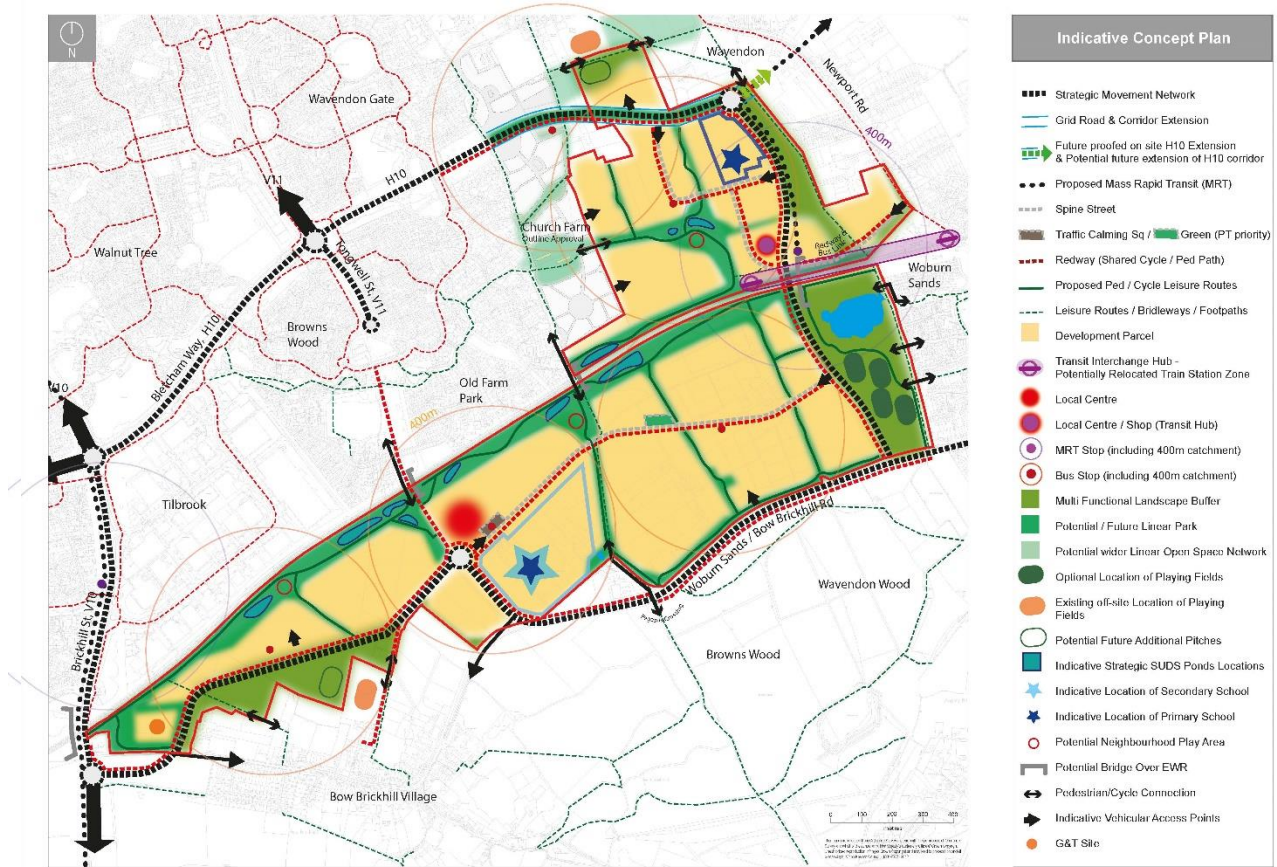 N
Wavendon
Newport Rd
Wavendon Gate
400m
V11
H10
Walnut Tree
Church Farm
Outline Approval
Tongwell St. V11
Redway &
Bus Link
Woburn
Sands
Browns
Wood
Bletcham Way, H10
V10
Old Farm
Park
400m
Tilbrook
Woburn Sands / Bow Brickhill Rd
Wavendon Wood
Brickhill St. V10
Browns Wood
Bow Brickhill Village
0 100 200 300 400
metres
Indicative Concept Plan
Strategic Movement Network
Grid Road & Corridor Extension
Future proofed on site H10 Extension
& Potential future extension of H10 corridor
Proposed Mass Rapid Transit (MRT)
Spine Street
Traffic Calming Sq / Green (PT priority)
Redway (Shared Cycle / Ped Path)
Proposed Ped / Cycle Leisure Routes
Leisure Routes / Bridleways / Footpaths
Development Parcel
Transit Interchange Hub -
Potentially Relocated Train Station Zone
Local Centre
Local Centre / Shop (Transit Hub)
MRT Stop (including 400m catchment)
Bus Stop (including 400m catchment)
Multi Functional Landscape Buffer
Potential / Future Linear Park
Potential wider Linear Open Space Network
Optional Location of Playing Fields
Existing off-site Location of Playing
Fields
Potential Future Additional Pitches
Indicative Strategic SUDS Ponds Locations
Indicative Location of Secondary School
Indicative Location of Primary School
Potential Neighbourhood Play Area
Potential Bridge Over EWR
Pedestrian/Cycle Connection
Indicative Vehicular Access Points
G&T Site